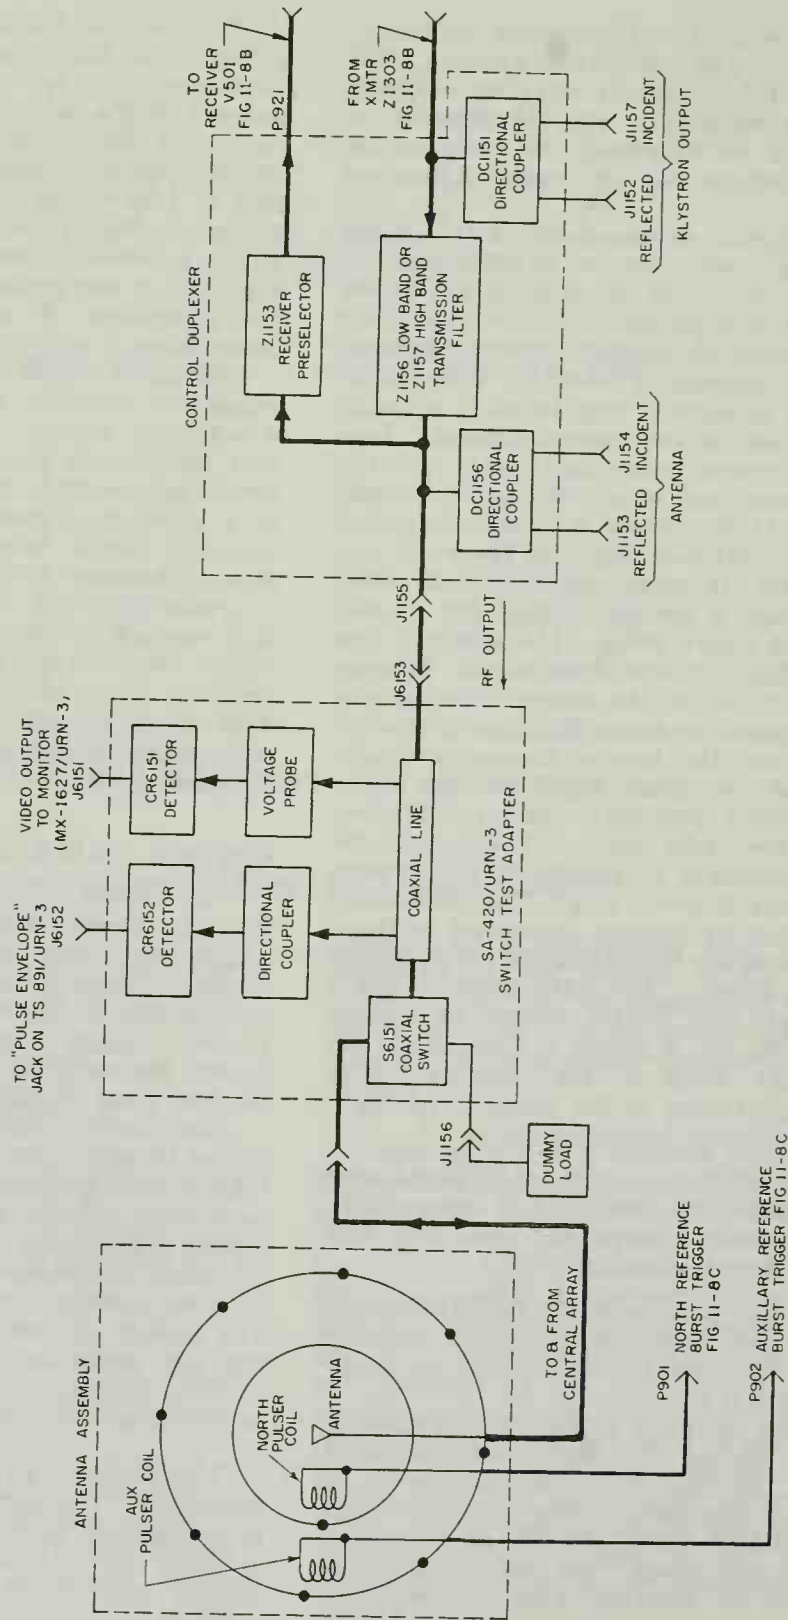 ANTENNA ASSEMBLY
AUX
PULSER COIL
NORTH
PULSER
COIL
ANTENNA
TO & FROM
CENTRAL ARRAY
P901
NORTH REFERENCE
BURST TRIGGER
FIG 11-8C
P902
AUXILLARY REFERENCE
BURST TRIGGER FIG 11-8C
TO "PULSE ENVELOPE"
JACK ON TS 891/URN-3
J6152
VIDEO OUTPUT
TO MONITOR
(MX-1627/URN-3,
J6151
CR6152
DETECTOR
CR6151
DETECTOR
DIRECTIONAL
COUPLER
VOLTAGE
PROBE
S6151
COAXIAL
SWITCH
COAXIAL LINE
SA-420/URN-3
SWITCH TEST ADAPTER
J1156
DUMMY
LOAD
J6153
J1155
RF OUTPUT
CONTROL DUPLEXER
TO
RECEIVER
V501
FIG 11-8B
P921
Z1153
RECEIVER
PRESELECTOR
FROM
XMTR
Z1303
FIG 11-8B
Z1156 LOW BAND OR
Z1157 HIGH BAND
TRANSMISSION
FILTER
DC1156
DIRECTIONAL
COUPLER
DC1151
DIRECTIONAL
COUPLER
J1153
REFLECTED
J1154
INCIDENT
ANTENNA
J1152
REFLECTED
J1157
INCIDENT
KLYSTRON OUTPUT